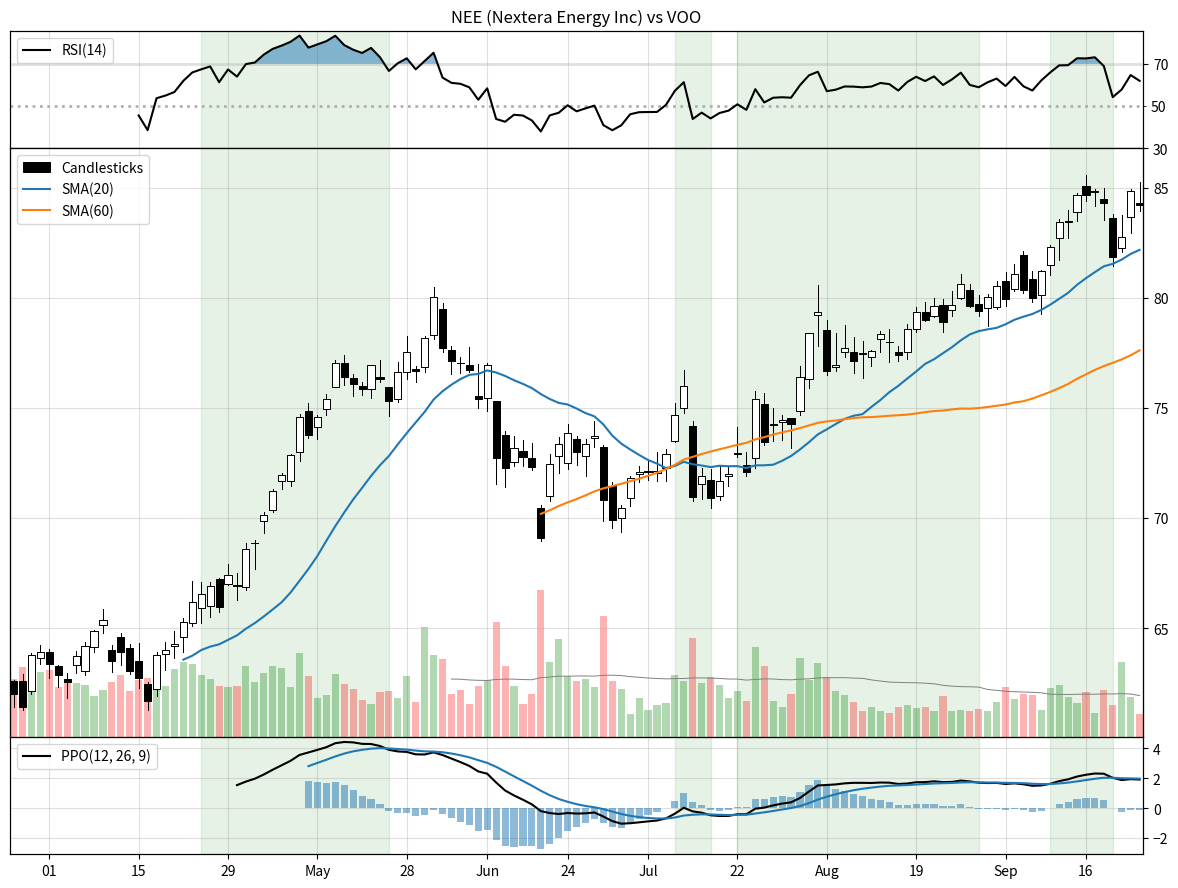 NEE (Nextera Energy Inc) vs VOO
RSI(14)
70
50
30
Candlesticks
SMA(20)
SMA(60)
85
80
75
70
65
PPO(12, 26, 9)
4
2
0
−2
01 15 29 May 28 Jun 24 Jul 22 Aug 19 Sep 16